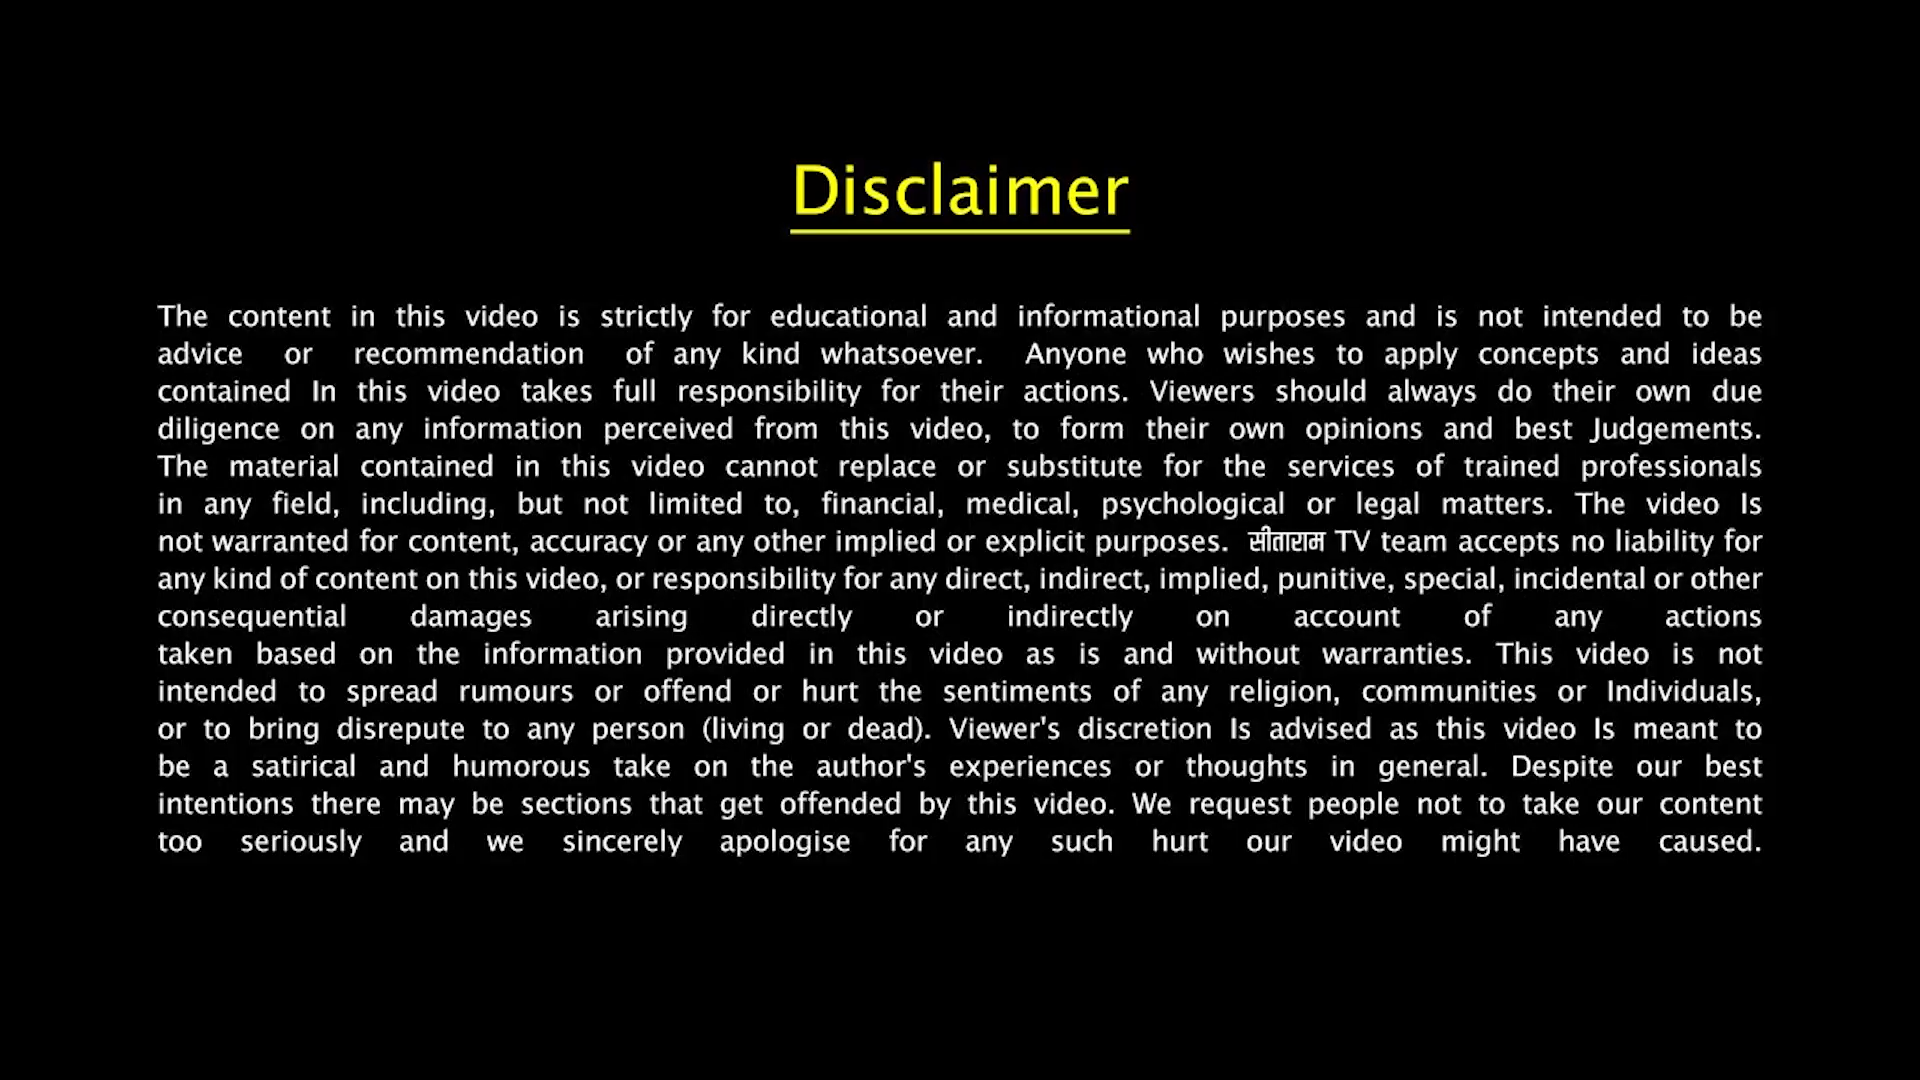 Disclaimer
The content in this video is strictly for educational and informational purposes and is not intended to be
advice or recommendation of any kind whatsoever. Anyone who wishes to apply concepts and ideas
contained In this video takes full responsibility for their actions. Viewers should always do their own due
diligence on any information perceived from this video, to form their own opinions and best Judgements.
The material contained in this video cannot replace or substitute for the services of trained professionals
in any field, including, but not limited to, financial, medical, psychological or legal matters. The video Is
not warranted for content, accuracy or any other implied or explicit purposes. सीताराम TV team accepts no liability for
any kind of content on this video, or responsibility for any direct, indirect, implied, punitive, special, incidental or other
consequential damages arising directly or indirectly on account of any actions
taken based on the information provided in this video as is and without warranties. This video is not
intended to spread rumours or offend or hurt the sentiments of any religion, communities or Individuals,
or to bring disrepute to any person (living or dead). Viewer's discretion Is advised as this video Is meant to
be a satirical and humorous take on the author's experiences or thoughts in general. Despite our best
intentions there may be sections that get offended by this video. We request people not to take our content
too seriously and we sincerely apologise for any such hurt our video might have caused.